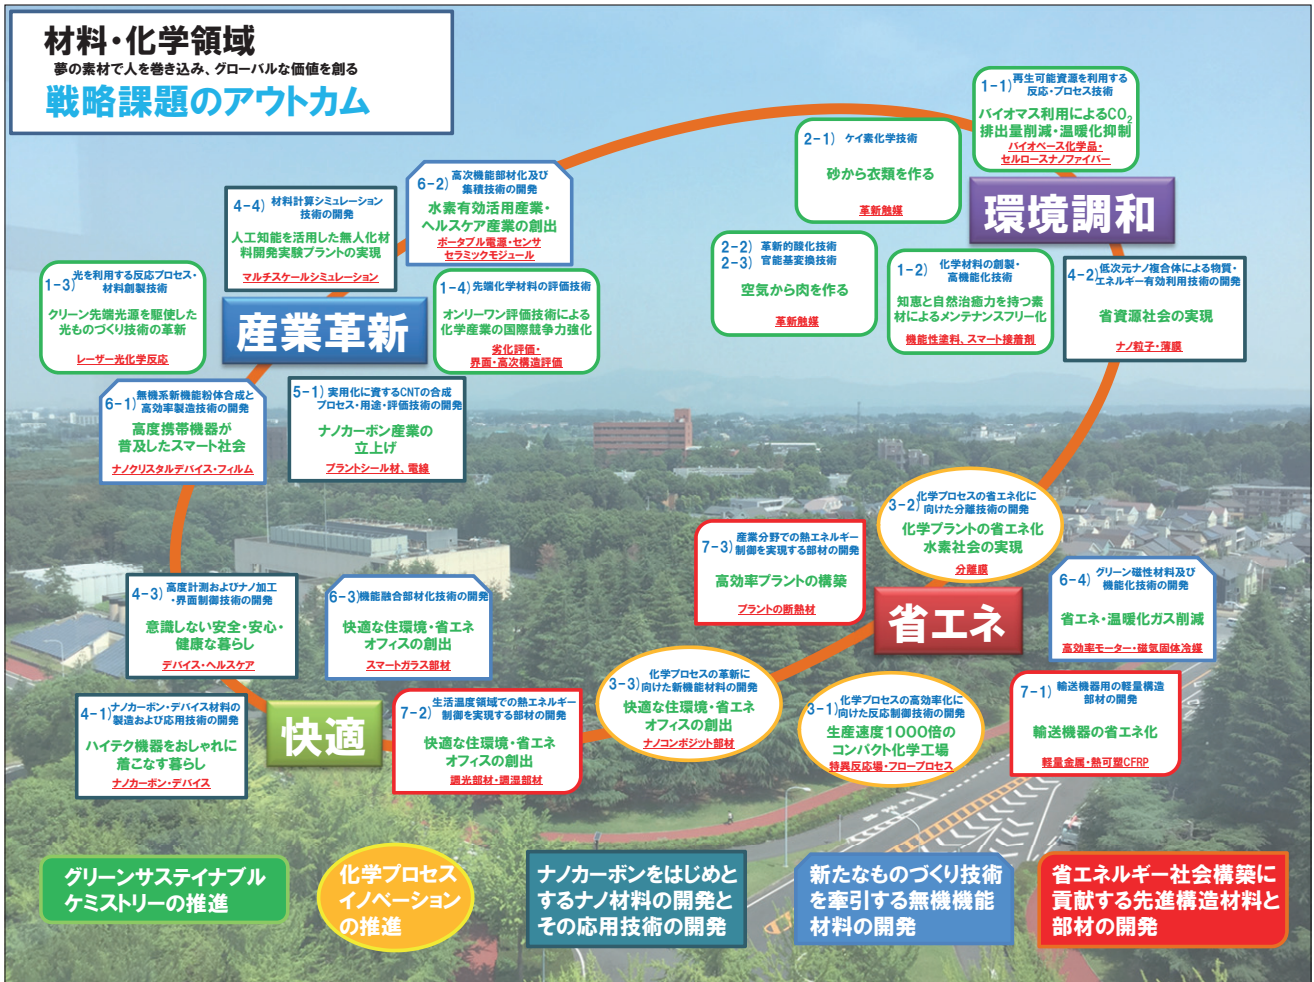 材料・化学領域
夢の素材で人を巻き込み、グローバルな価値を創る
戦略課題のアウトカム
1-1) 再生可能資源を利用する
反応・プロセス技術
バイオマス利用によるCO2
排出量削減・温暖化抑制
バイオベース化学品・
セルロースナノファイバー
2-1) ケイ素化学技術
砂から衣類を作る
革新触媒
環境調和
6-2) 高次機能部材化及び
集積技術の開発
水素有効活用産業・
ヘルスケア産業の創出
ポータブル電源・センサ
セラミックモジュール
4-4) 材料計算シミュレーション
技術の開発
人工知能を活用した無人化材
料開発実験プラントの実現
マルチスケールシミュレーション
2-2) 革新的酸化技術
2-3) 官能基変換技術
空気から肉を作る
革新触媒
1-2) 化学材料の創製・
高機能化技術
知恵と自然治癒力を持つ素
材によるメンテナンスフリー化
機能性塗料、スマート接着剤
4-2) 低次元ナノ複合体による物質・
エネルギー有効利用技術の開発
省資源社会の実現
ナノ粒子・薄膜
1-3) 光を利用する反応プロセス・
材料創製技術
クリーン先端光源を駆使した
光ものづくり技術の革新
レーザー光化学反応
産業革新
1-4) 先端化学材料の評価技術
オンリーワン評価技術による
化学産業の国際競争力強化
劣化評価・
界面・高次構造評価
6-1) 無機系新機能粉体合成と
高効率製造技術の開発
高度携帯機器が
普及したスマート社会
ナノクリスタルデバイス・フィルム
5-1) 実用化に資するCNTの合成
プロセス・用途・評価技術の開発
ナノカーボン産業の
立上げ
プラントシール材、電線
3-2) 化学プロセスの省エネ化に
向けた分離技術の開発
化学プラントの省エネ化
水素社会の実現
分離膜
7-3) 産業分野での熱エネルギー
制御を実現する部材の開発
高効率プラントの構築
プラントの断熱材
省エネ
6-4) グリーン磁性材料及び
機能化技術の開発
省エネ・温暖化ガス削減
高効率モーター・磁気固体冷媒
4-3) 高度計測およびナノ加工
・界面制御技術の開発
意識しない安全・安心・
健康な暮らし
デバイス・ヘルスケア
6-3) 機能融合部材化技術の開発
快適な住環境・省エネ
オフィスの創出
スマートガラス部材
3-3) 化学プロセスの革新に
向けた新機能材料の開発
快適な住環境・省エネ
オフィスの創出
ナノコンポジット部材
3-1) 化学プロセスの高効率化に
向けた反応制御技術の開発
生産速度1000倍の
コンパクト化学工場
特異反応場・フロープロセス
7-1) 輸送機器用の軽量構造
部材の開発
輸送機器の省エネ化
軽量金属・熱可塑CFRP
4-1) ナノカーボン・デバイス材料の
製造および応用技術の開発
ハイテク機器をおしゃれに
着こなす暮らし
ナノカーボン・デバイス
快適
7-2) 生活温度領域での熱エネルギー
制御を実現する部材の開発
快適な住環境・省エネ
オフィスの創出
調光部材・調湿部材
グリーンサステイナブル
ケミストリーの推進
化学プロセス
イノベーション
の推進
ナノカーボンをはじめと
するナノ材料の開発と
その応用技術の開発
新たなものづくり技術
を牽引する無機機能
材料の開発
省エネルギー社会構築に
貢献する先進構造材料と
部材の開発